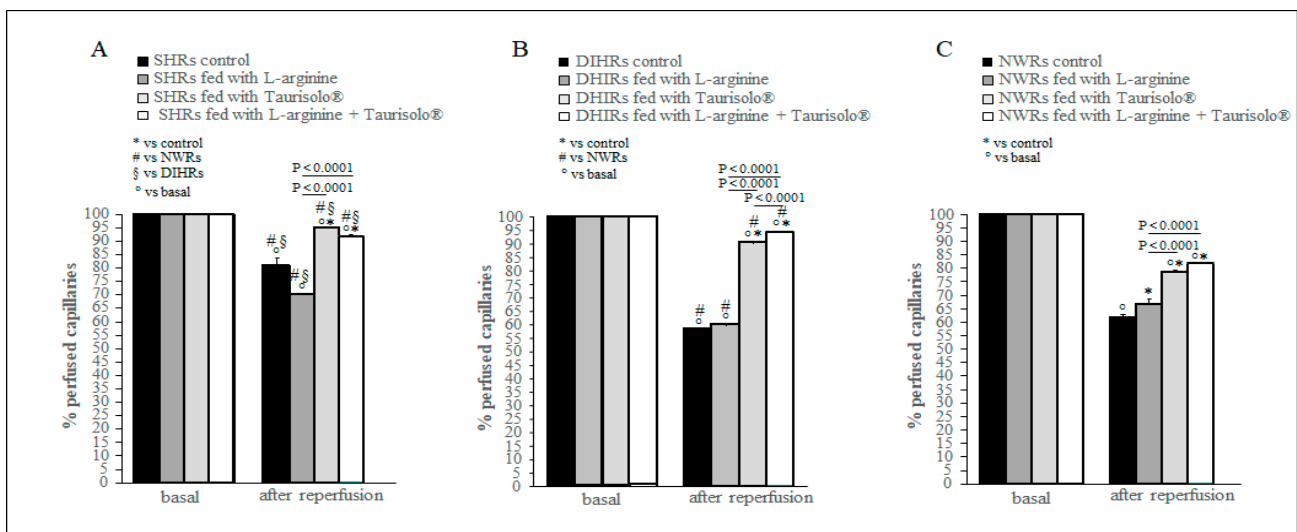 A
SHRs control
SHRs fed with L-arginine
SHRs fed with Taurisolo®
SHRs fed with L-arginine + Taurisolo®
* vs control
# vs NWRs
§ vs DIHRs
° vs basal
P<0.0001
P<0.0001
#§
°
#§
°
#§
°*
#§
°*
% perfused capillaries
100
95
90
85
80
75
70
65
60
55
50
45
40
35
30
25
20
15
10
5
0
basal
after reperfusion
B
DIHRs control
DHIRs fed with L-arginine
DHIRs fed with Taurisolo®
DHIRs fed with L-arginine + Taurisolo®
* vs control
# vs NWRs
° vs basal
P<0.0001
P<0.0001
P<0.0001
#
°
#
°
#
°*
#
°*
% perfused capillaries
100
95
90
85
80
75
70
65
60
55
50
45
40
35
30
25
20
15
10
5
0
basal
after reperfusion
C
NWRs control
NWRs fed with L-arginine
NWRs fed with Taurisolo®
NWRs fed with L-arginine + Taurisolo®
* vs control
° vs basal
P<0.0001
P<0.0001
°
*
°*
°*
% perfused capillaries
100
95
90
85
80
75
70
65
60
55
50
45
40
35
30
25
20
15
10
5
0
basal
after reperfusion